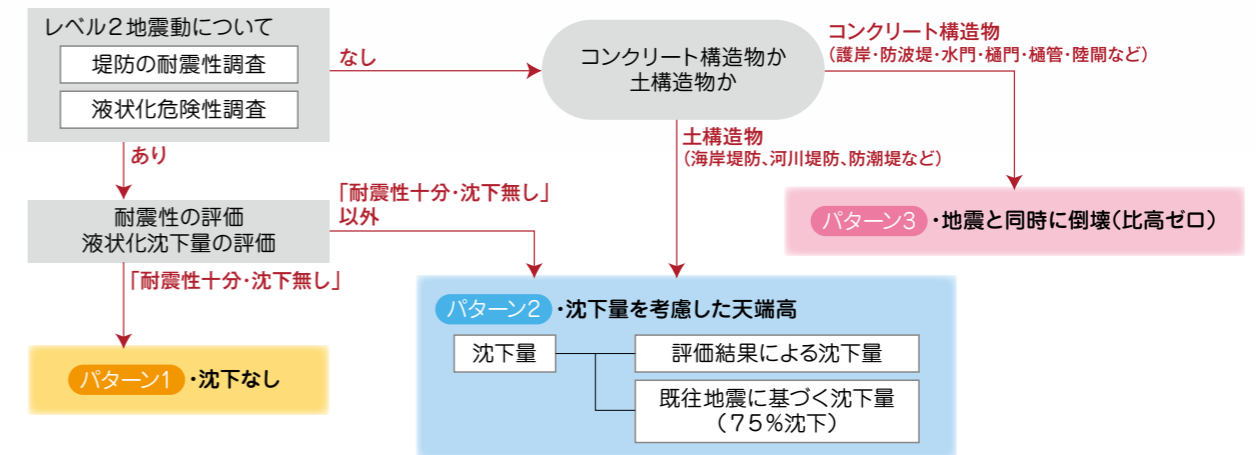 レベル2地震動について
堤防の耐震性調査
液状化危険性調査
なし
コンクリート構造物か
土構造物か
コンクリート構造物
（護岸・防波堤・水門・樋門・樋管・陸閘など）
あり
土構造物
（海岸堤防、河川堤防、防潮堤など）
耐震性の評価
液状化沈下量の評価
「耐震性十分・沈下無し」
以外
パターン3 ・地震と同時に倒壊（比高ゼロ）
「耐震性十分・沈下無し」
パターン2 ・沈下量を考慮した天端高
沈下量
評価結果による沈下量
既往地震に基づく沈下量
（75%沈下）
パターン1 ・沈下なし